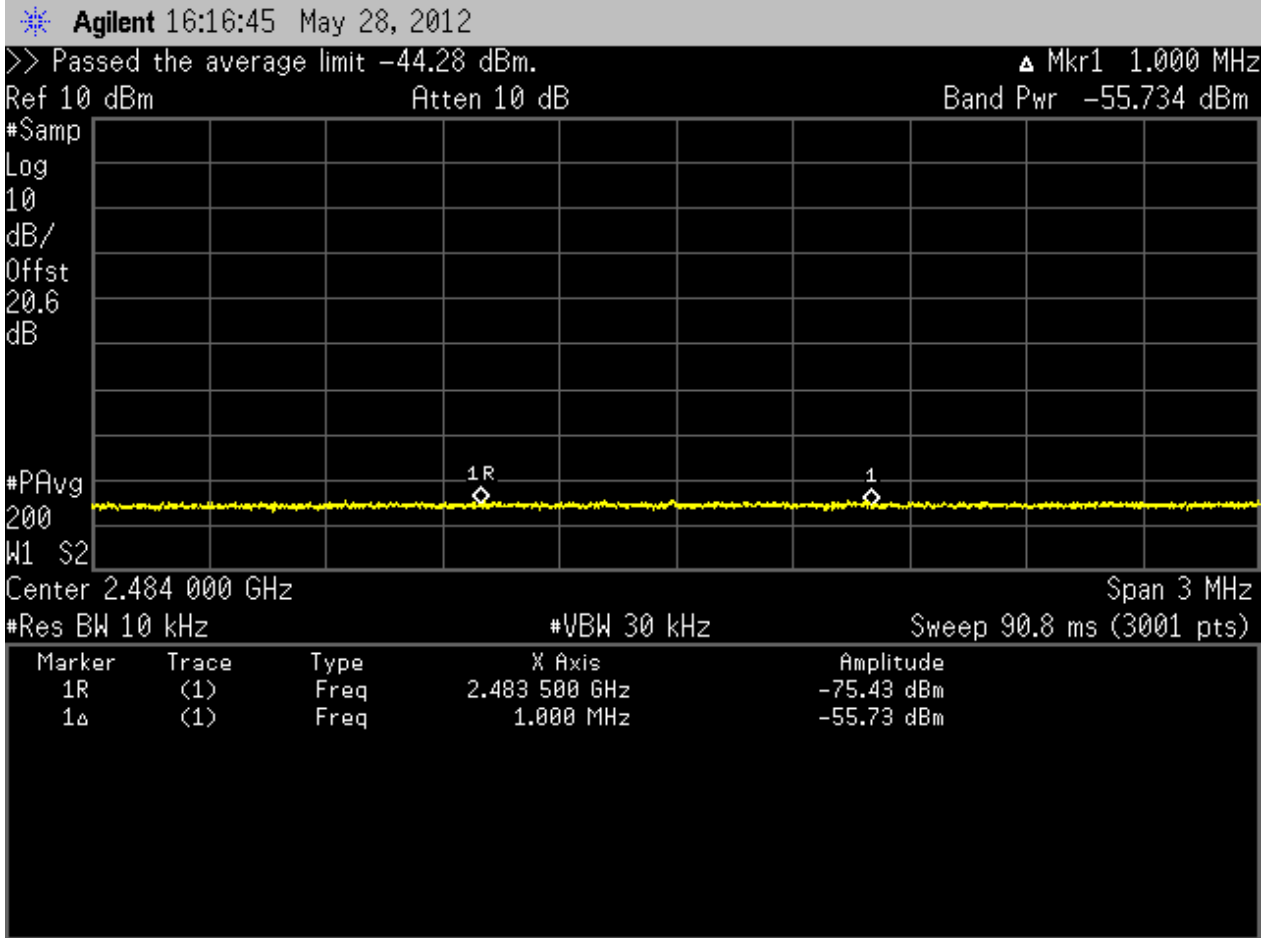 Agilent 16:16:45 May 28, 2012
>> Passed the average limit −44.28 dBm.
Δ Mkr1 1.000 MHz
Ref 10 dBm Atten 10 dB Band Pwr −55.734 dBm
#Samp
Log
10
dB/
Offst
20.6
dB
1R 1
#PAvg
200
W1 S2
Center 2.484 000 GHz Span 3 MHz
#Res BW 10 kHz #VBW 30 kHz Sweep 90.8 ms (3001 pts)
Marker Trace Type X Axis Amplitude
1R (1) Freq 2.483 500 GHz −75.43 dBm
1Δ (1) Freq 1.000 MHz −55.73 dBm